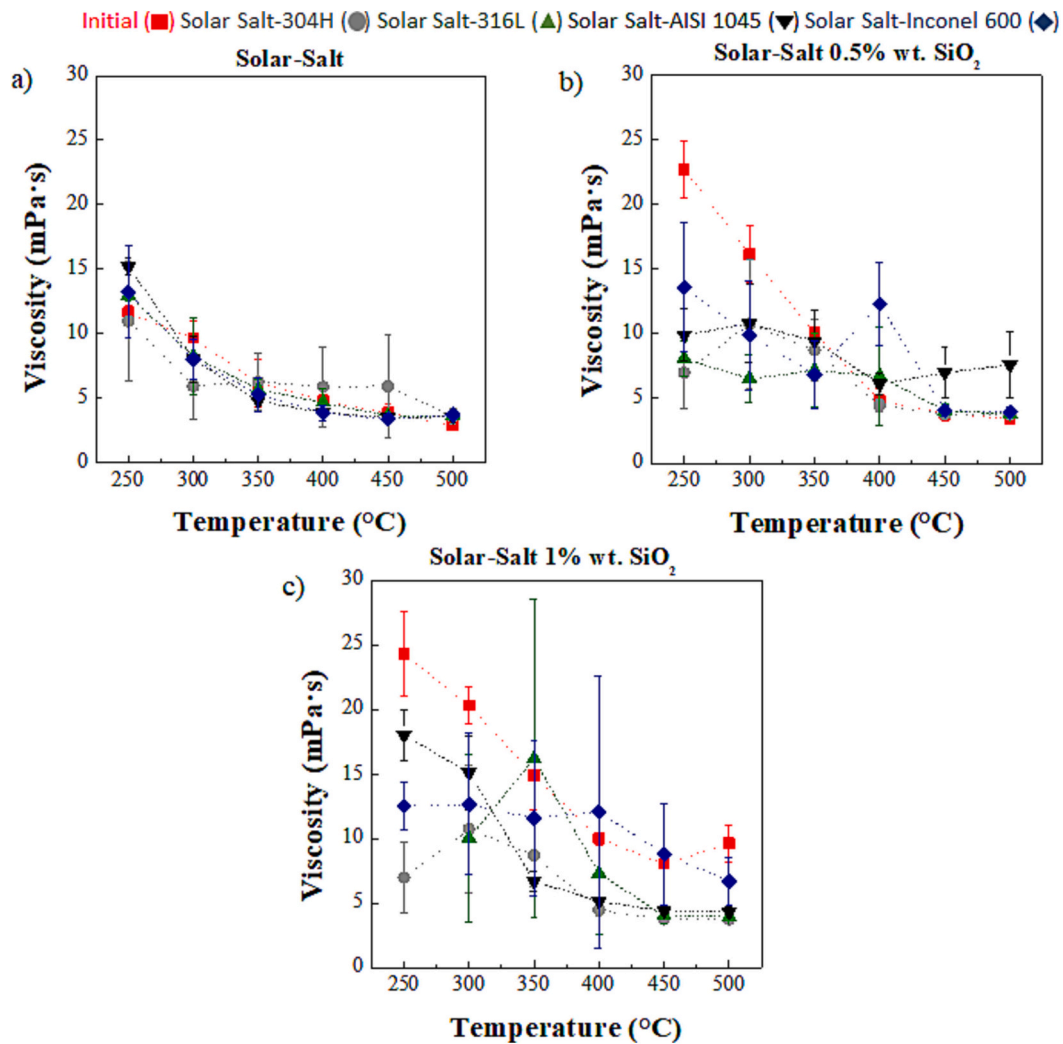 Initial (■) Solar Salt-304H (●) Solar Salt-316L (▲) Solar Salt-AISI 1045 (▼) Solar Salt-Inconel 600 (◆)
a)
Solar-Salt
30
25
20
15
10
5
0
Viscosity (mPa·s)
250 300 350 400 450 500
Temperature (°C)
b)
Solar-Salt 0.5% wt. SiO₂
30
25
20
15
10
5
0
Viscosity (mPa·s)
250 300 350 400 450 500
Temperature (°C)
c)
Solar-Salt 1% wt. SiO₂
30
25
20
15
10
5
0
Viscosity (mPa·s)
250 300 350 400 450 500
Temperature (°C)